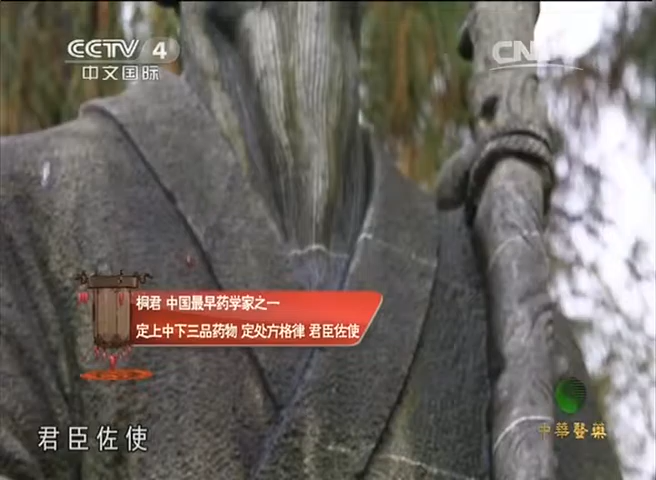 CCTV 4
中文国际
CN
桐君 中国最早药学家之一
定上中下三品药物 定处方格律 君臣佐使
君臣佐使
中華醫藥